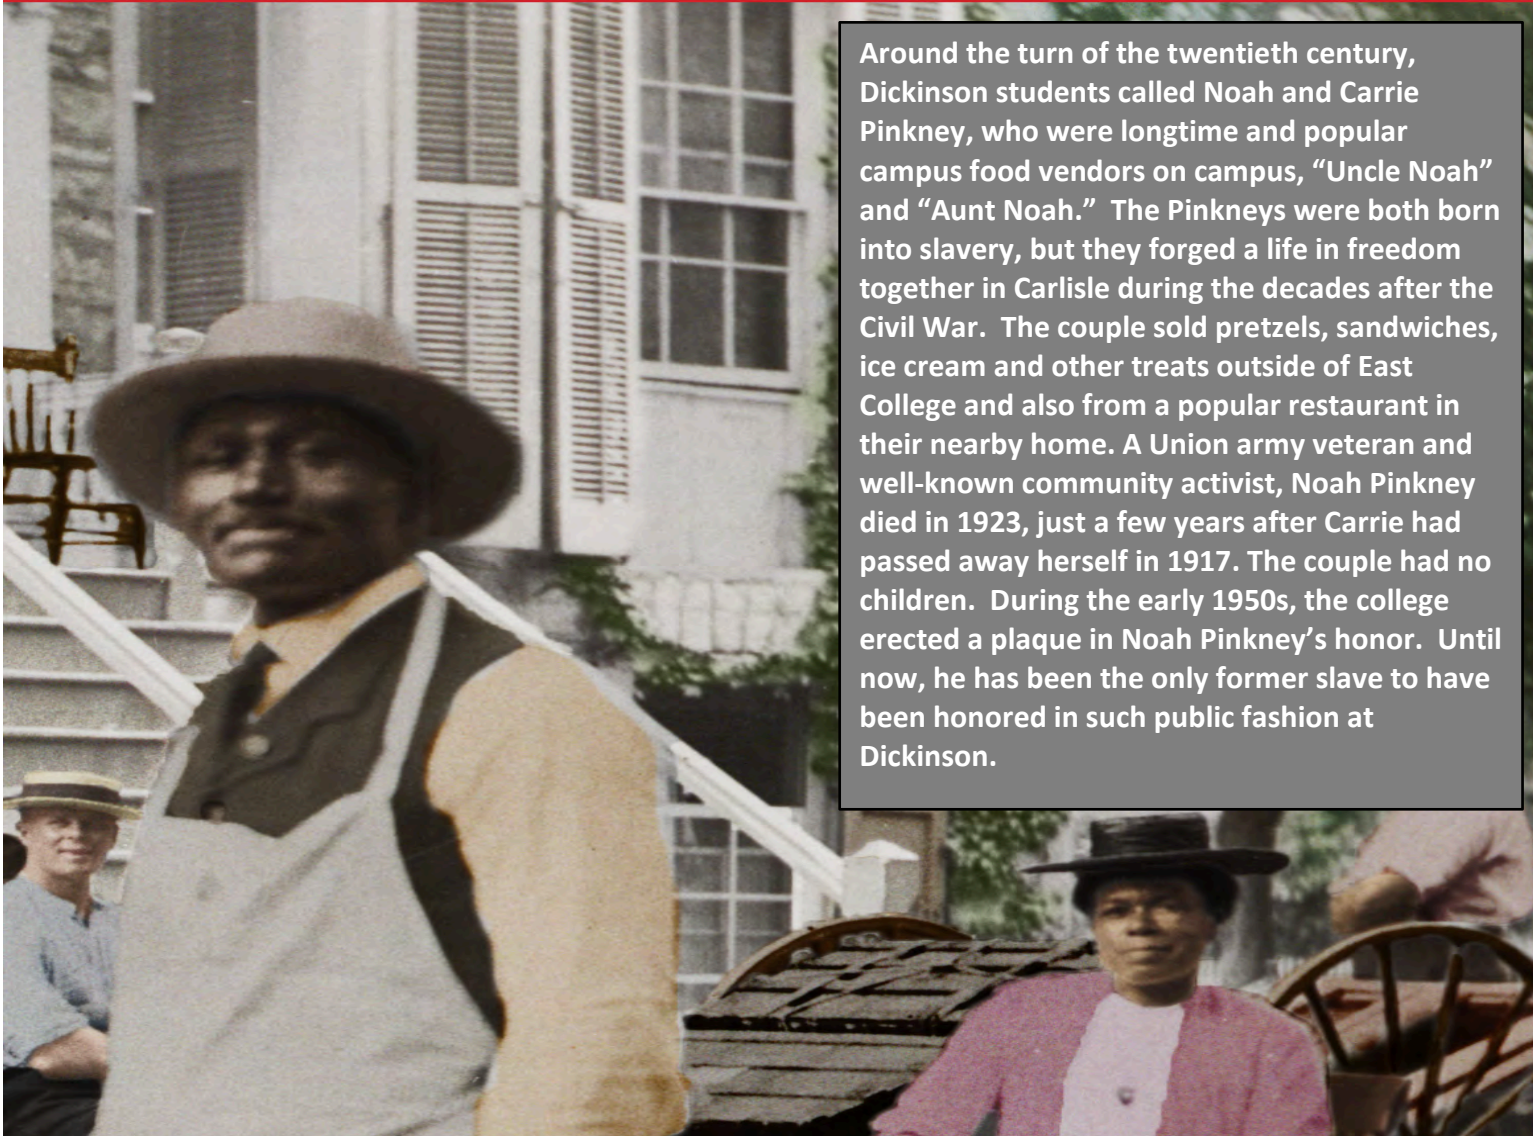 Around the turn of the twentieth century,
Dickinson students called Noah and Carrie
Pinkney, who were longtime and popular
campus food vendors on campus, “Uncle Noah”
and “Aunt Noah.”  The Pinkneys were both born
into slavery, but they forged a life in freedom
together in Carlisle during the decades after the
Civil War.  The couple sold pretzels, sandwiches,
ice cream and other treats outside of East
College and also from a popular restaurant in
their nearby home. A Union army veteran and
well-known community activist, Noah Pinkney
died in 1923, just a few years after Carrie had
passed away herself in 1917. The couple had no
children.  During the early 1950s, the college
erected a plaque in Noah Pinkney’s honor.  Until
now, he has been the only former slave to have
been honored in such public fashion at
Dickinson.